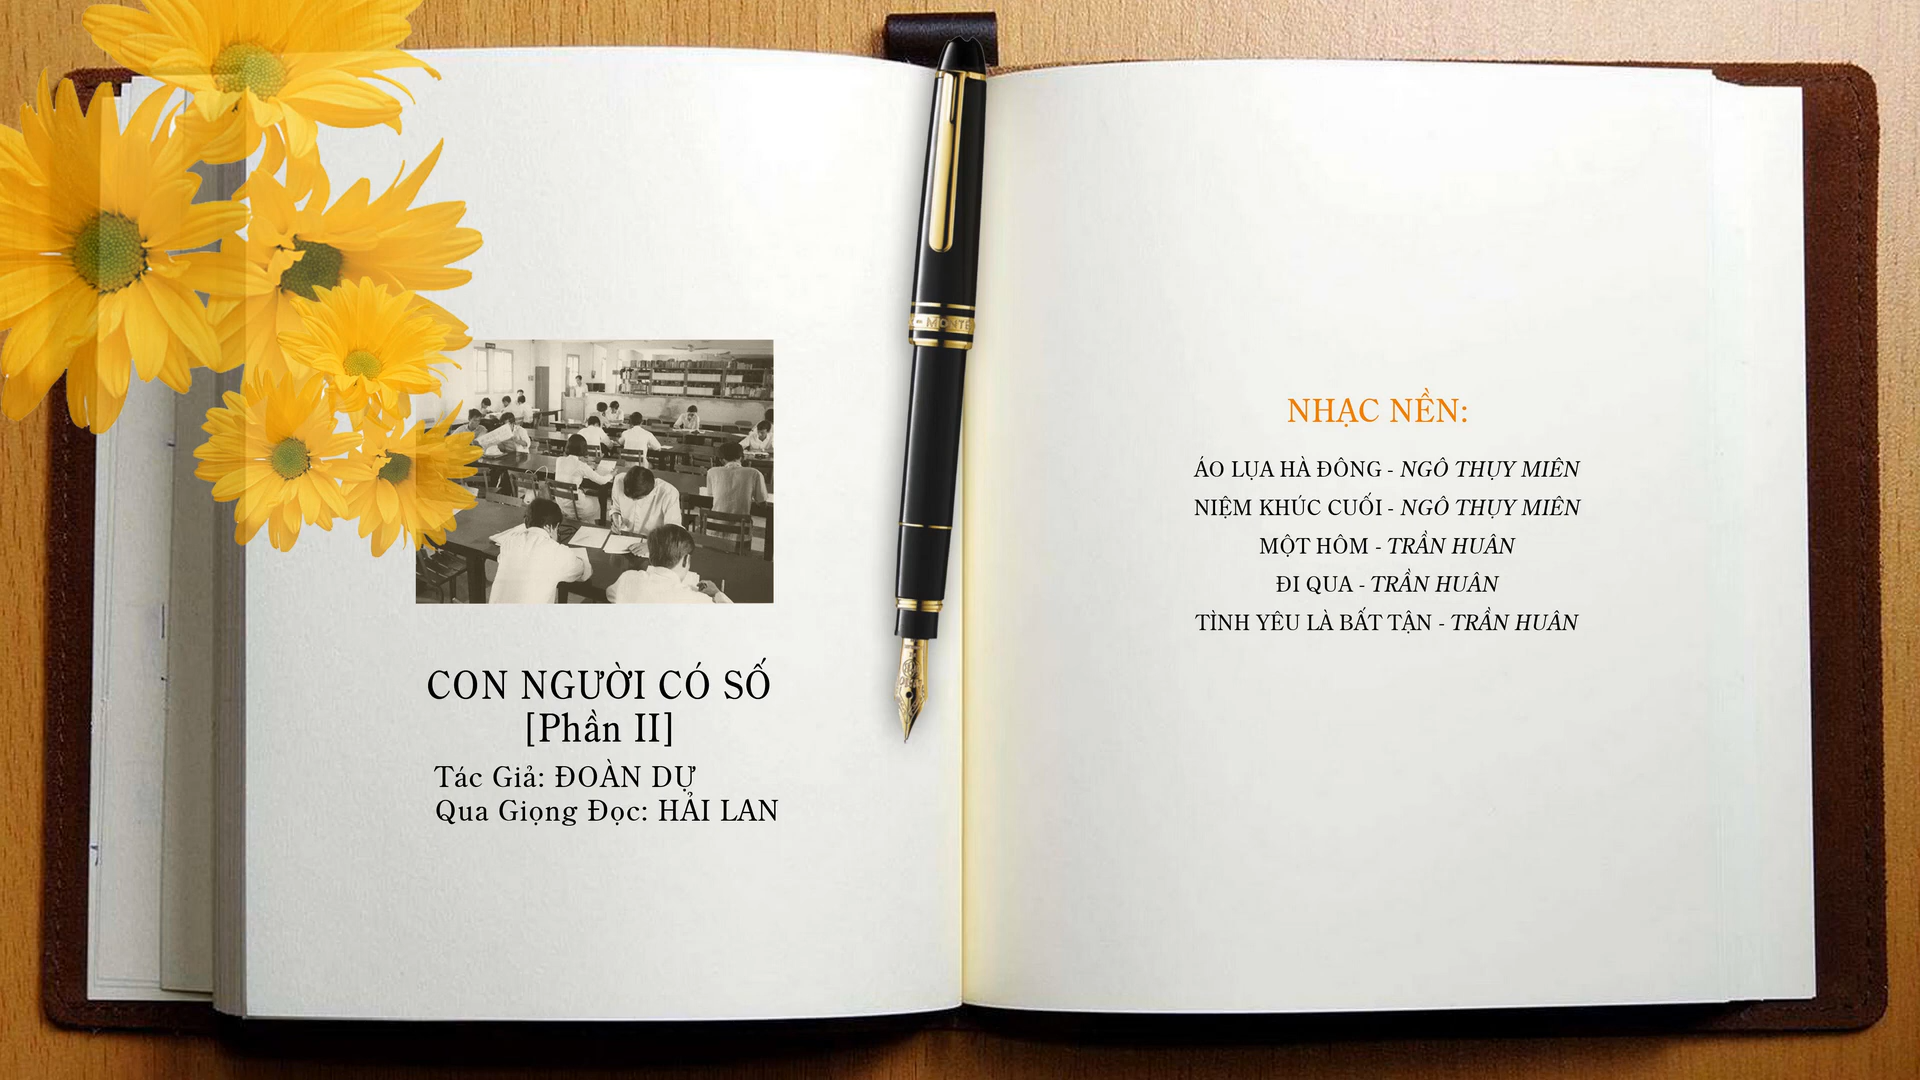 CON NGƯỜI CÓ SỐ
[Phần II]
Tác Giả: ĐOÀN DỰ
Qua Giọng Đọc: HẢI LAN
MONTE
NHẠC NỀN:
ÁO LỤA HÀ ĐÔNG - NGÔ THỤY MIÊN
NIỆM KHÚC CUỐI - NGÔ THỤY MIÊN
MỘT HÔM - TRẦN HUÂN
ĐI QUA - TRẦN HUÂN
TÌNH YÊU LÀ BẤT TẬN - TRẦN HUÂN